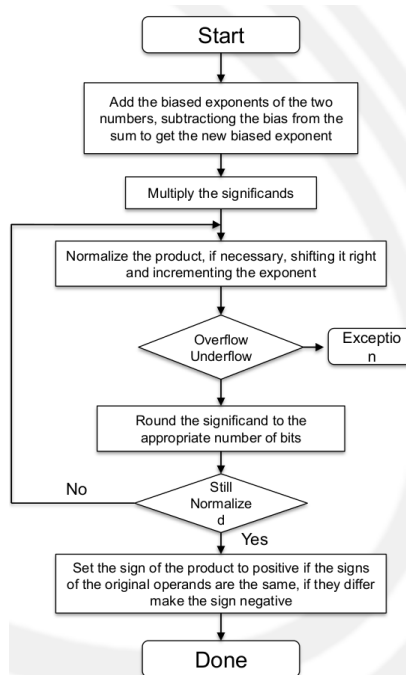 Start
Add the biased exponents of the two
numbers, subtractiong the bias from the
sum to get the new biased exponent
Multiply the significands
Normalize the product, if necessary, shifting it right
and incrementing the exponent
Overflow
Underflow
Exceptio
n
Round the significand to the
appropriate number of bits
No
Still
Normalize
d
Yes
Set the sign of the product to positive if the signs
of the original operands are the same, if they differ
make the sign negative
Done